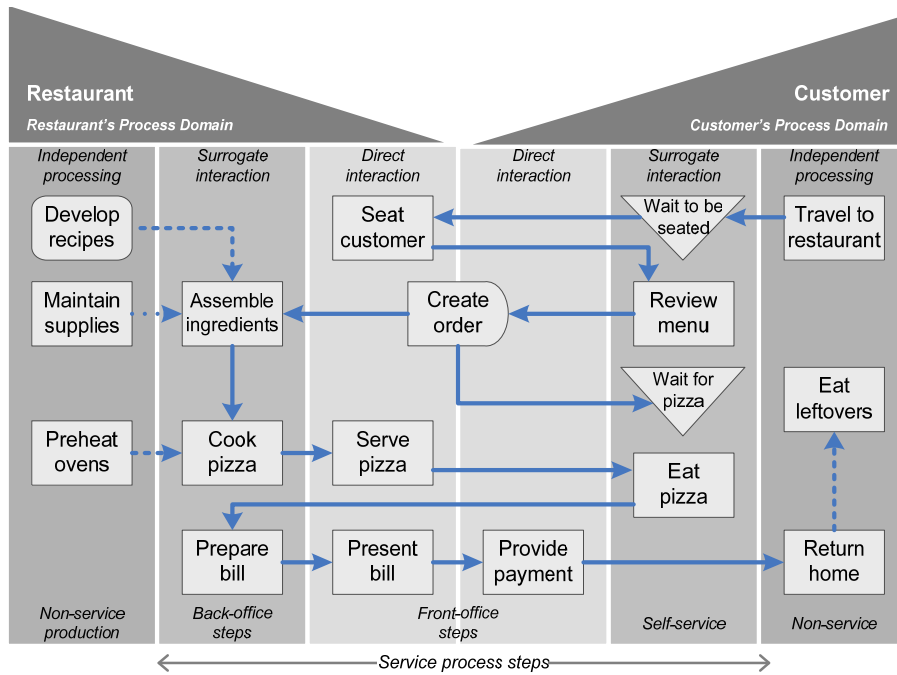 Restaurant
Restaurant's Process Domain
Customer
Customer's Process Domain
Independent
processing
Surrogate
interaction
Direct
interaction
Direct
interaction
Surrogate
interaction
Independent
processing
Develop
recipes
Seat
customer
Wait to be
seated
Travel to
restaurant
Maintain
supplies
Assemble
ingredients
Create
order
Review
menu
Wait for
pizza
Eat
leftovers
Preheat
ovens
Cook
pizza
Serve
pizza
Eat
pizza
Prepare
bill
Present
bill
Provide
payment
Return
home
Non-service
production
Back-office
steps
Front-office
steps
Self-service
Non-service
Service process steps